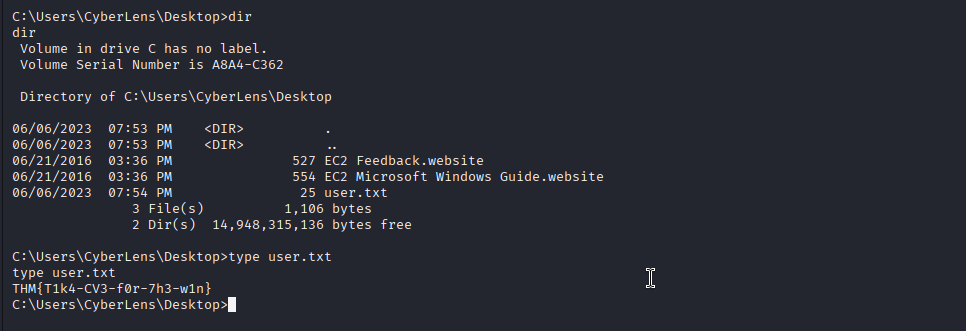 C:\Users\CyberLens\Desktop>dir
dir
 Volume in drive C has no label.
 Volume Serial Number is A8A4-C362

 Directory of C:\Users\CyberLens\Desktop

06/06/2023  07:53 PM    <DIR>          .
06/06/2023  07:53 PM    <DIR>          ..
06/21/2016  03:36 PM               527 EC2 Feedback.website
06/21/2016  03:36 PM               554 EC2 Microsoft Windows Guide.website
06/06/2023  07:54 PM                25 user.txt
               3 File(s)          1,106 bytes
               2 Dir(s)  14,948,315,136 bytes free

C:\Users\CyberLens\Desktop>type user.txt
type user.txt
THM{T1k4-CV3-f0r-7h3-w1n}
C:\Users\CyberLens\Desktop>